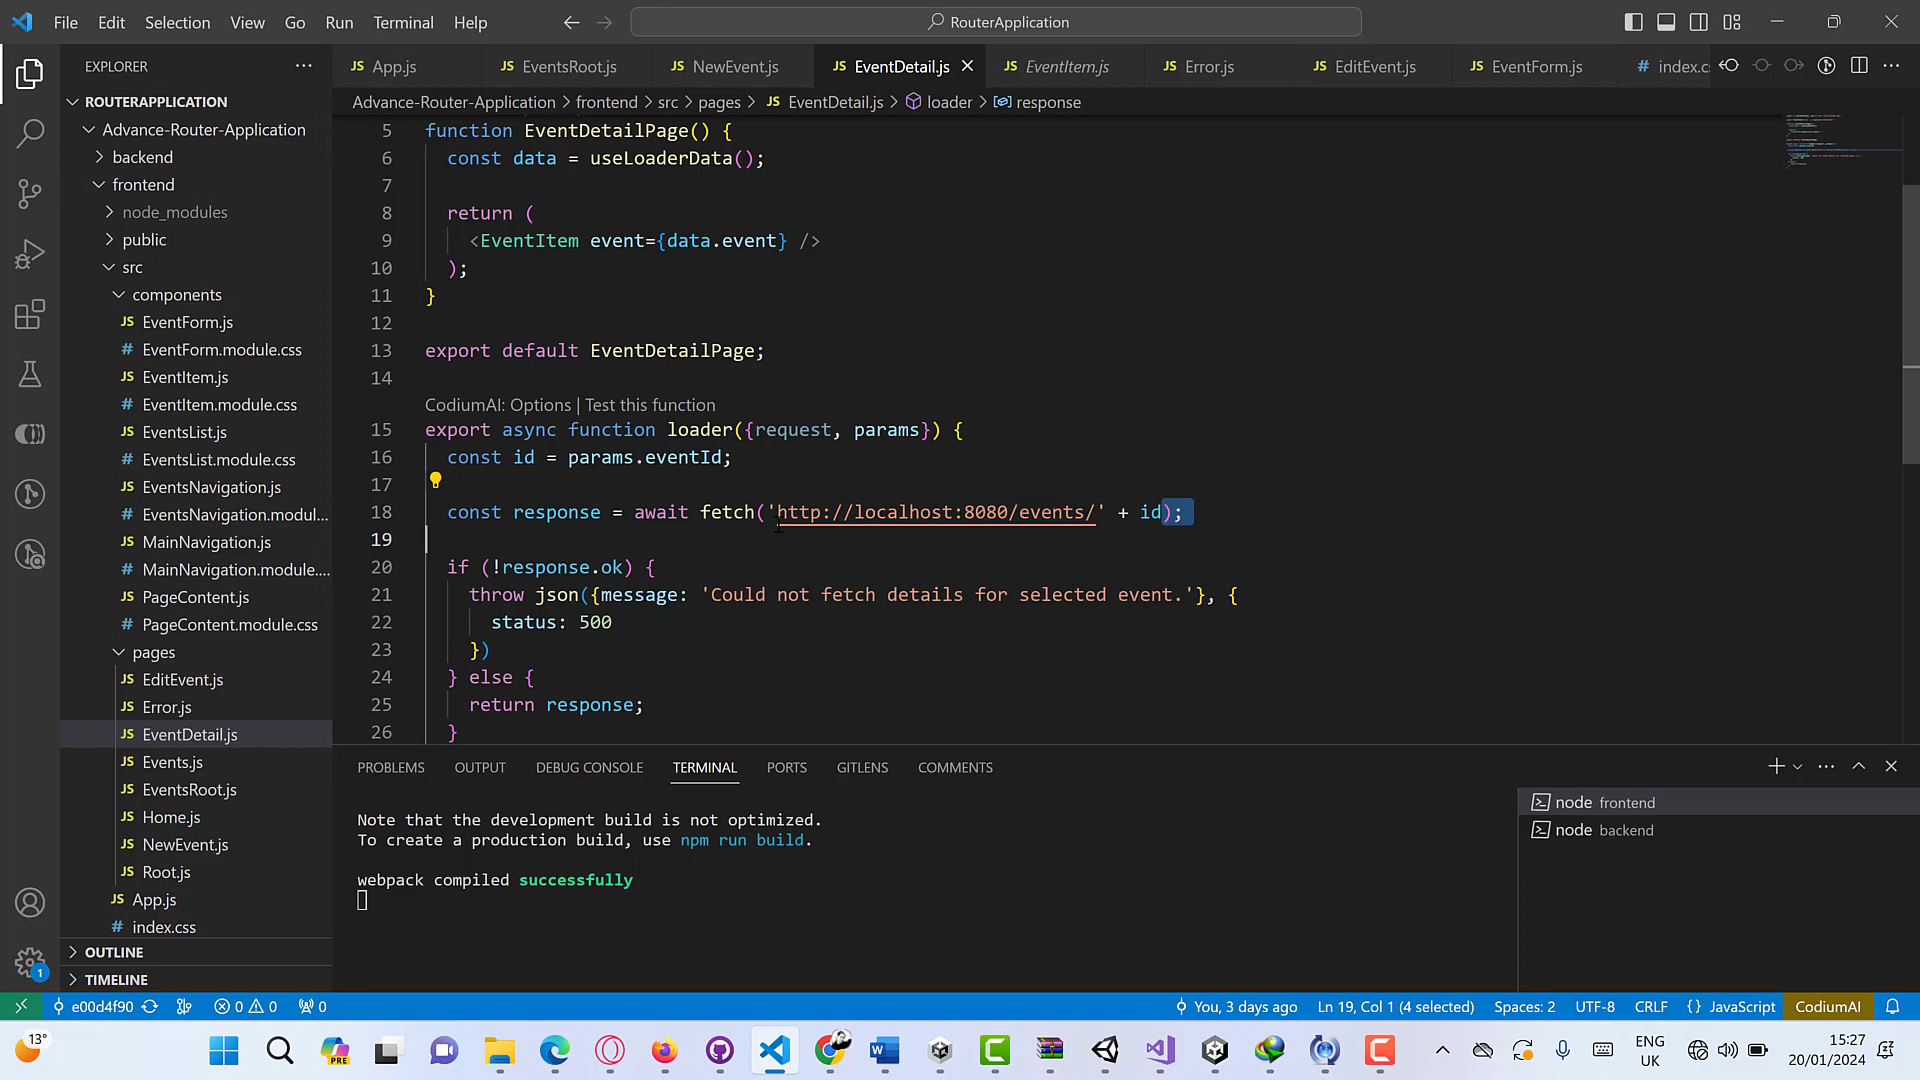 File Edit Selection View Go Run Terminal Help
RouterApplication
EXPLORER
ROUTERAPPLICATION
Advance-Router-Application
backend
frontend
node_modules
public
src
components
EventForm.js
EventForm.module.css
EventItem.js
EventItem.module.css
EventsList.js
EventsList.module.css
EventsNavigation.js
EventsNavigation.modul...
MainNavigation.js
MainNavigation.module....
PageContent.js
PageContent.module.css
pages
EditEvent.js
Error.js
EventDetail.js
Events.js
EventsRoot.js
Home.js
NewEvent.js
Root.js
App.js
index.css
OUTLINE
TIMELINE
App.js EventsRoot.js NewEvent.js EventDetail.js EventItem.js Error.js EditEvent.js EventForm.js index.c
Advance-Router-Application > frontend > src > pages > JS EventDetail.js > loader > response
5 function EventDetailPage() {
6 const data = useLoaderData();
7
8 return (
9 <EventItem event={data.event} />
10 );
11 }
12
13 export default EventDetailPage;
14
CodiumAI: Options | Test this function
15 export async function loader({request, params}) {
16 const id = params.eventId;
17
18 const response = await fetch('http://localhost:8080/events/' + id);
19
20 if (!response.ok) {
21 throw json({message: 'Could not fetch details for selected event.'}, {
22 status: 500
23 })
24 } else {
25 return response;
26 }
PROBLEMS OUTPUT DEBUG CONSOLE TERMINAL PORTS GITLENS COMMENTS
Note that the development build is not optimized.
To create a production build, use npm run build.
webpack compiled successfully
node frontend
node backend
e00d4f90 0 0 0 You, 3 days ago Ln 19, Col 1 (4 selected) Spaces: 2 UTF-8 CRLF {} JavaScript CodiumAI
13°
PRE
ENG
UK
15:27
20/01/2024